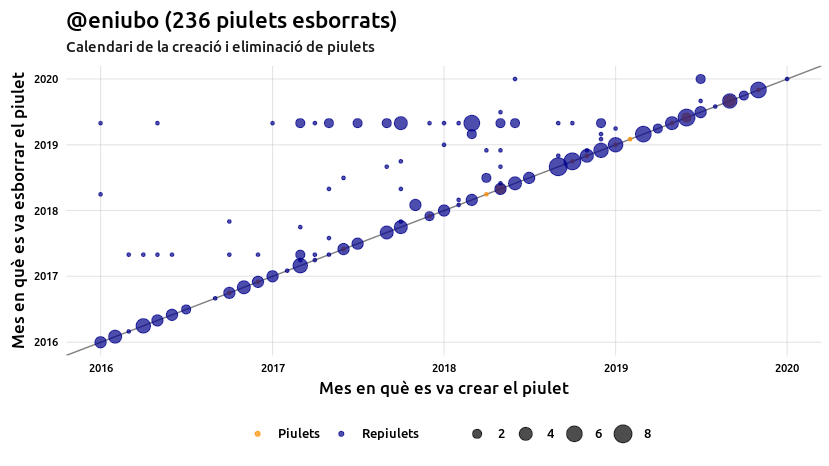 @eniubo (236 piulets esborrats)
Calendari de la creació i eliminació de piulets
Mes en què es va esborrar el piulet
2020
2019
2018
2017
2016
2016 2017 2018 2019 2020
Mes en què es va crear el piulet
Piulets Repiulets 2 4 6 8